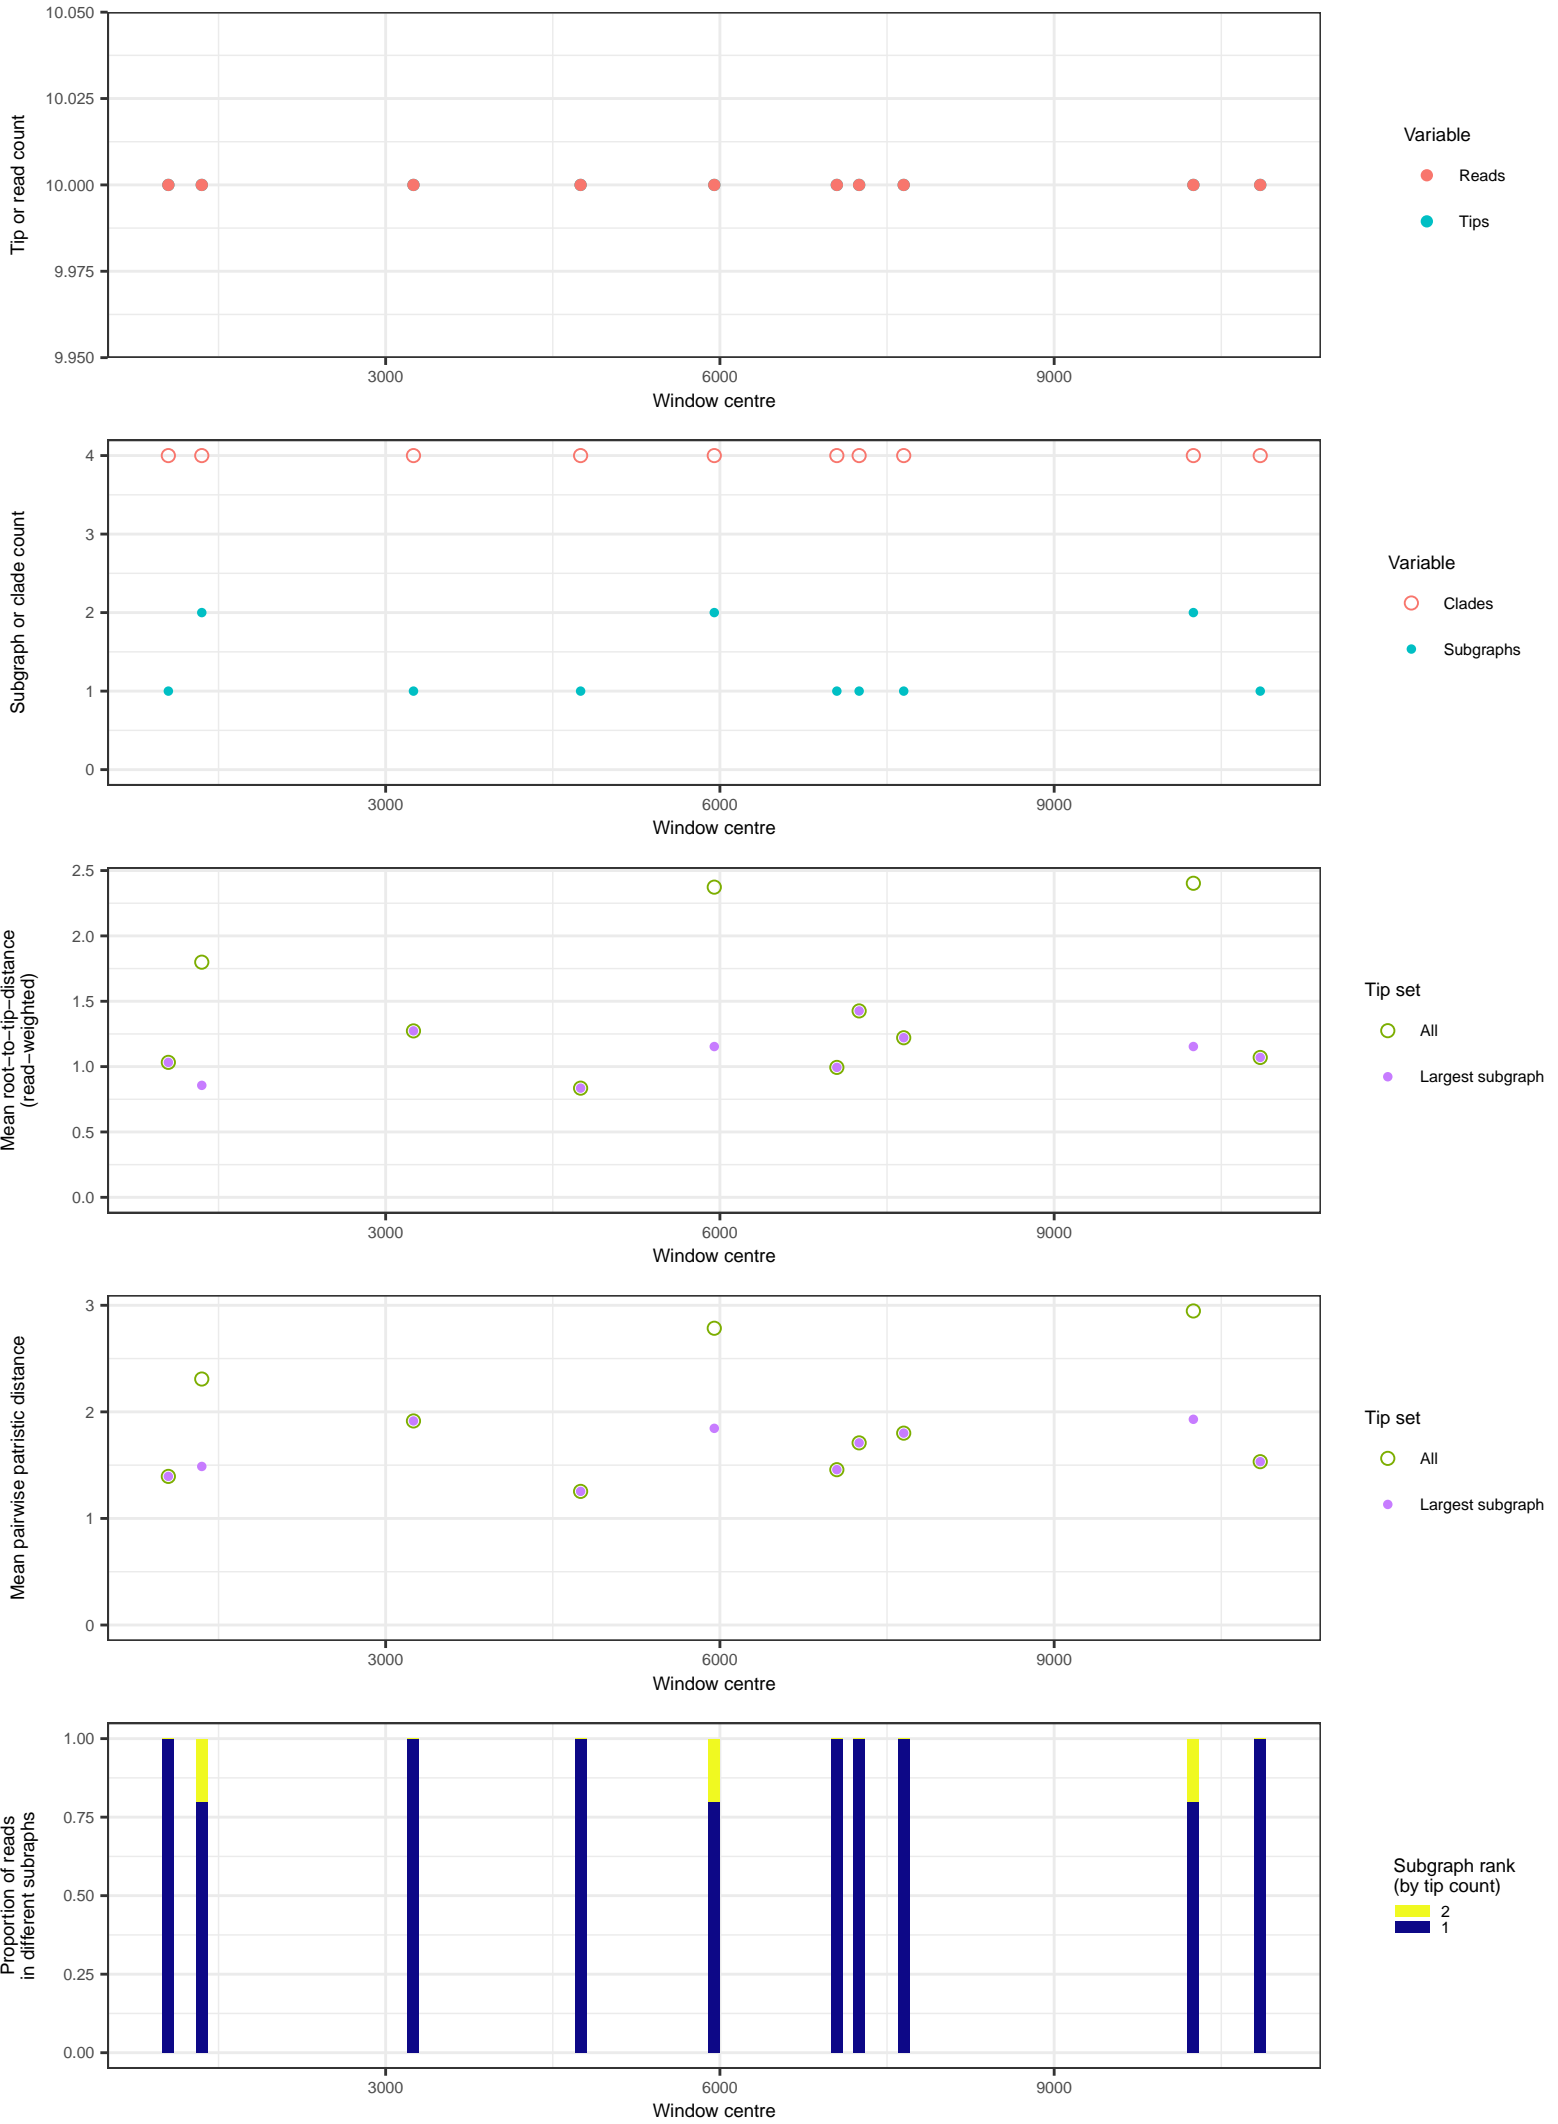 10.050
10.025
10.000
9.975
9.950
Tip or read count
3000
6000
9000
Window centre
Variable
Reads
Tips
4
3
2
1
0
Subgraph or clade count
3000
6000
9000
Window centre
Variable
Clades
Subgraphs
2.5
2.0
1.5
1.0
0.5
0.0
Mean root−to−tip−distance
(read−weighted)
3000
6000
9000
Window centre
Tip set
All
Largest subgraph
3
2
1
0
Mean pairwise patristic distance
3000
6000
9000
Window centre
Tip set
All
Largest subgraph
1.00
0.75
0.50
0.25
0.00
Proportion of reads
in different subraphs
3000
6000
9000
Window centre
Subgraph rank
(by tip count)
2
1